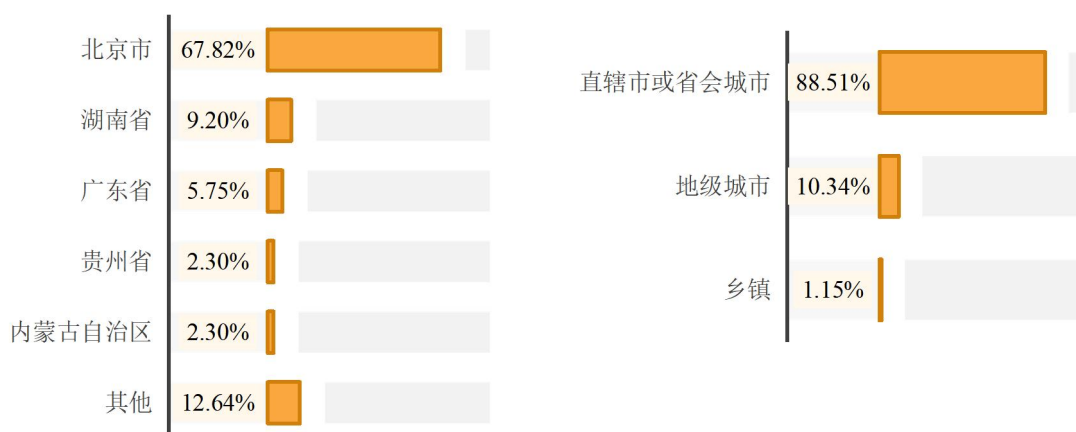 北京市 67.82%
湖南省 9.20%
广东省 5.75%
贵州省 2.30%
内蒙古自治区 2.30%
其他 12.64%
直辖市或省会城市 88.51%
地级城市 10.34%
乡镇 1.15%